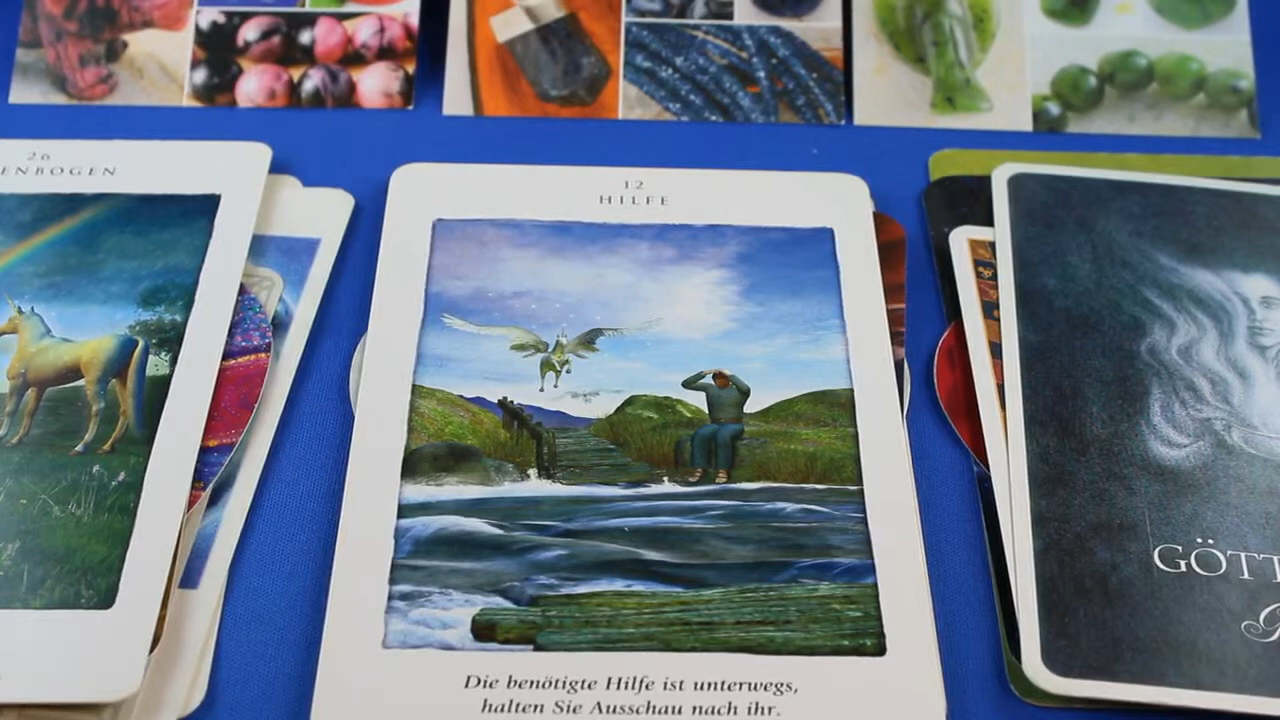 26
ENBOGEN
12
HILFE
Die benötigte Hilfe ist unterwegs,
halten Sie Ausschau nach ihr.
GÖTT